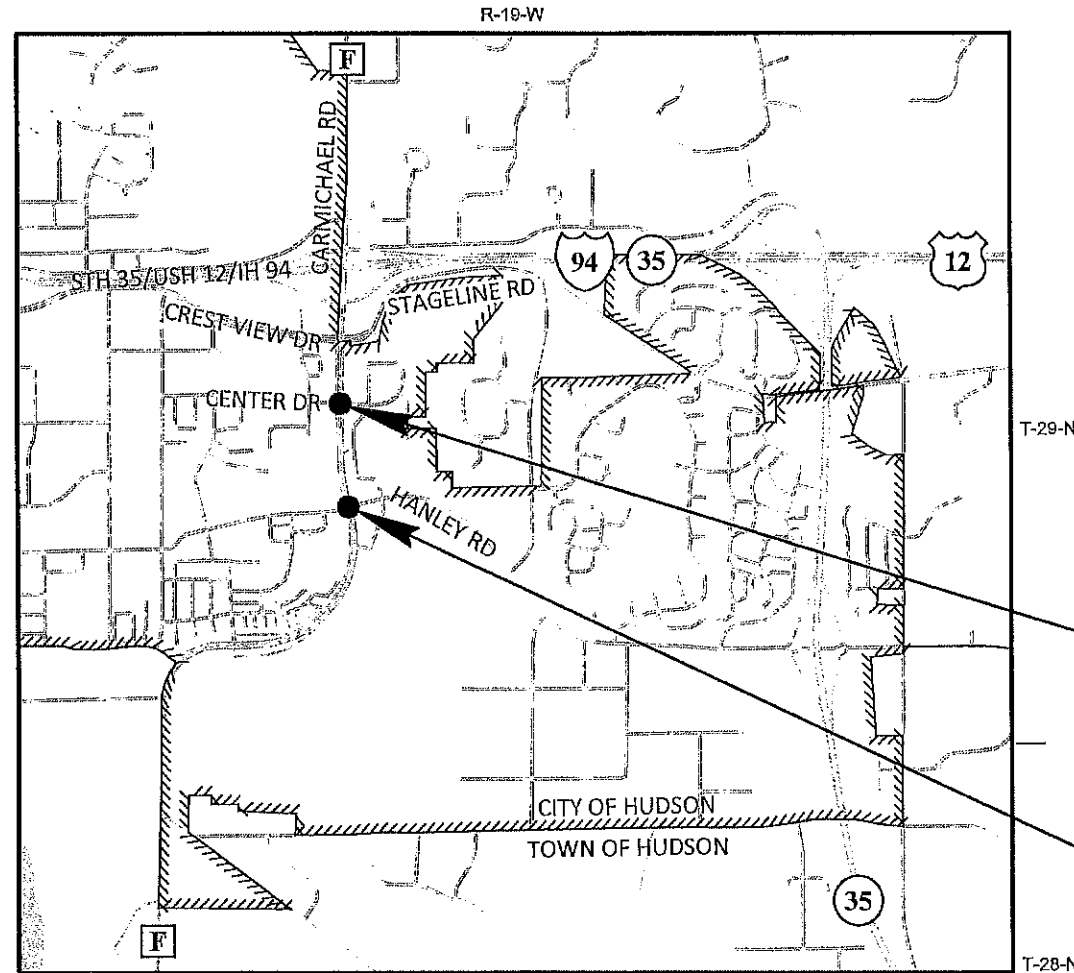 R-19-W
F
CARMICHAEL RD
STH 35/USH 12/IH 94
94
35
12
STAGELINE RD
CREST VIEW DR
CENTER DR
T-29-N
HANLEY RD
CITY OF HUDSON
TOWN OF HUDSON
35
F
T-28-N